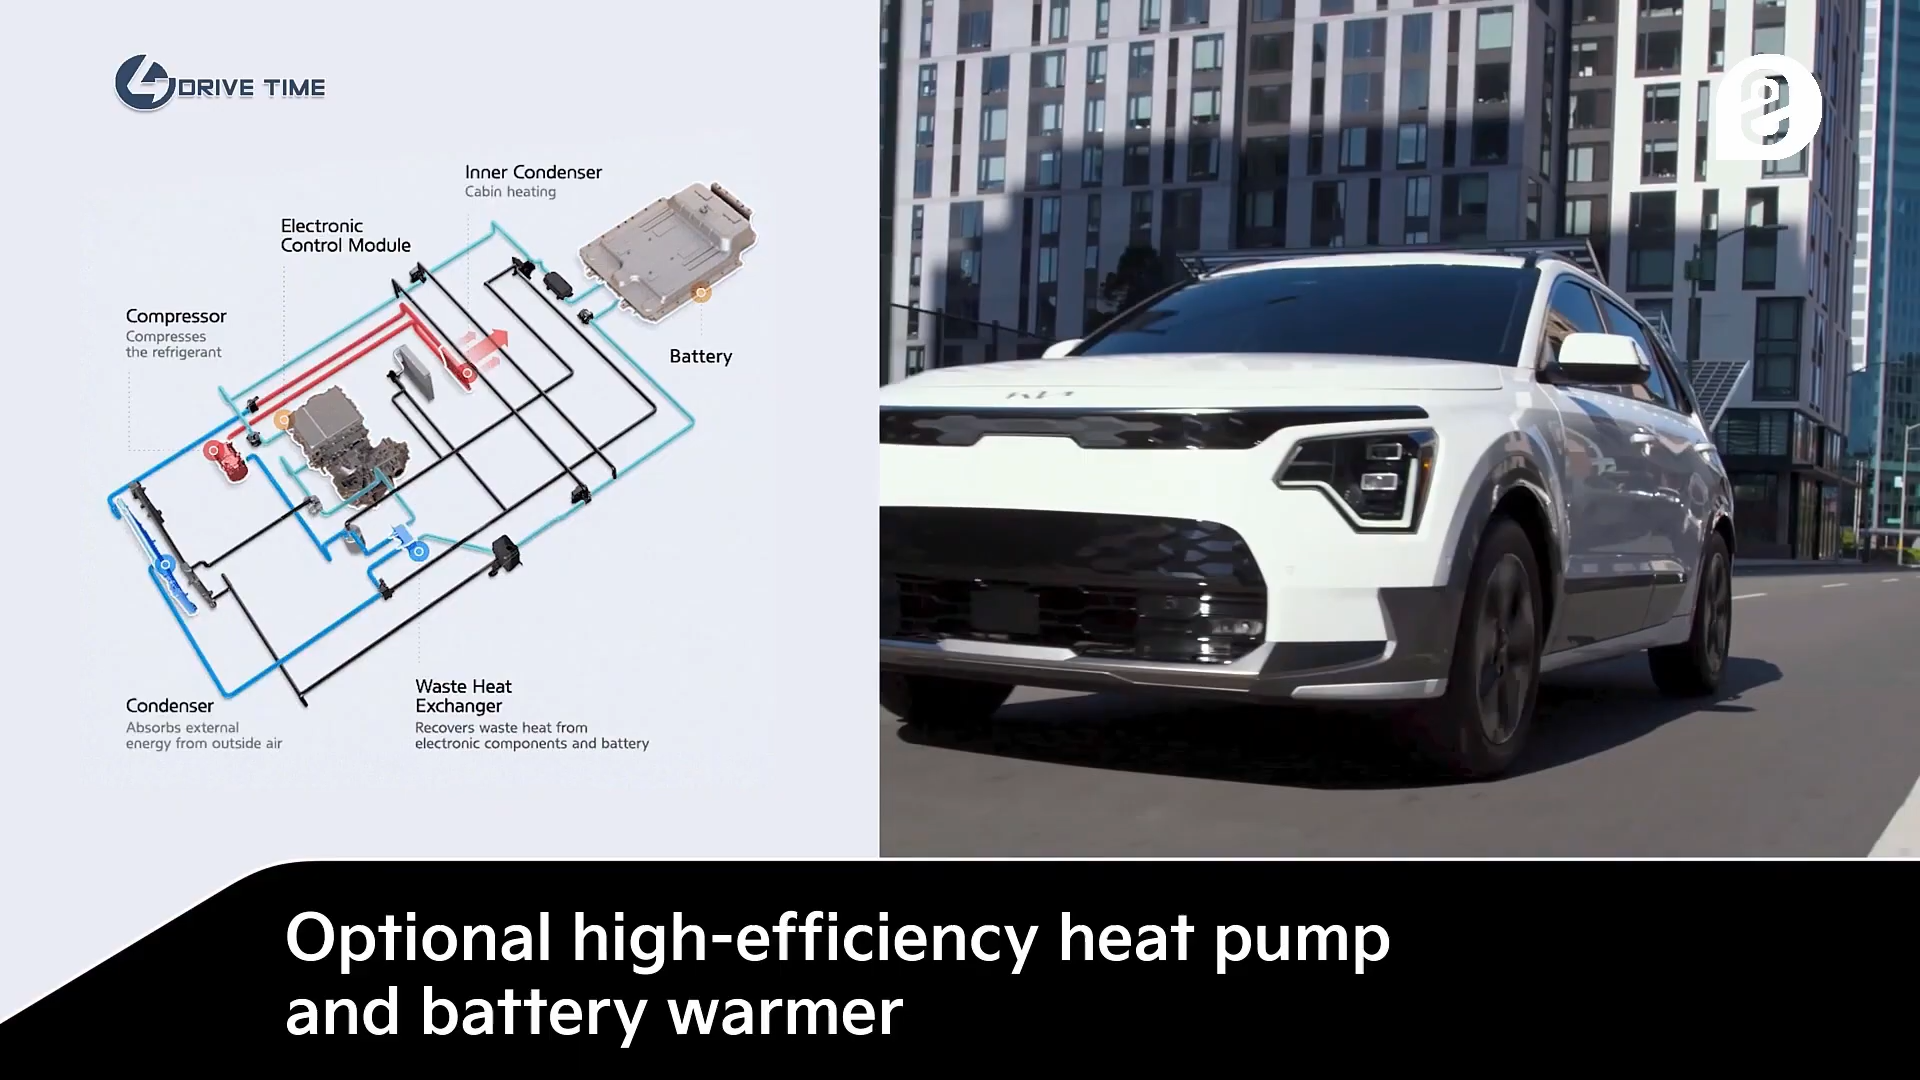 DRIVE TIME
Inner Condenser
Cabin heating
Electronic
Control Module
Compressor
Compresses
the refrigerant
Battery
Condenser
Absorbs external
energy from outside air
Waste Heat
Exchanger
Recovers waste heat from
electronic components and battery
KIA
Optional high-efficiency heat pump
and battery warmer